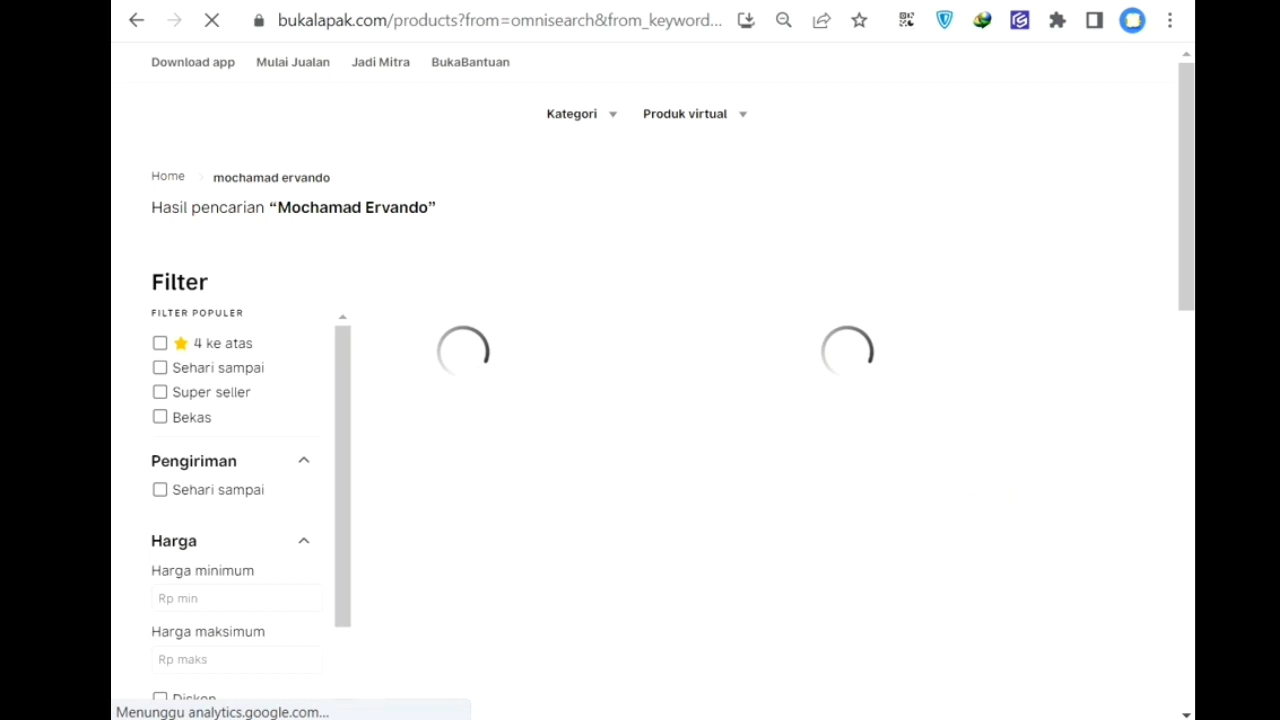 bukalapak.com/products?from=omnisearch&from_keyword...
Download app Mulai Jualan Jadi Mitra BukaBantuan
Kategori Produk virtual
Home mochamad ervando
Hasil pencarian “Mochamad Ervando”
Filter
FILTER POPULER
4 ke atas
Sehari sampai
Super seller
Bekas
Pengiriman
Sehari sampai
Harga
Harga minimum
Rp min
Harga maksimum
Rp maks
Diskon
Menunggu analytics.google.com...